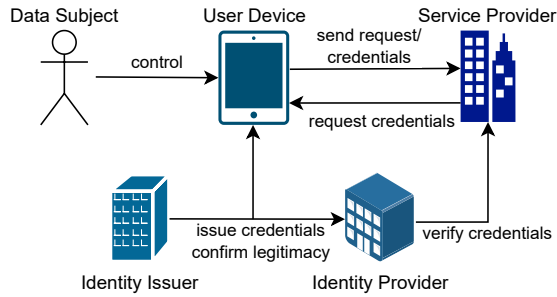 Data Subject
User Device
Service Provider
control
send request/
credentials
request credentials
issue credentials
confirm legitimacy
verify credentials
Identity Issuer
Identity Provider